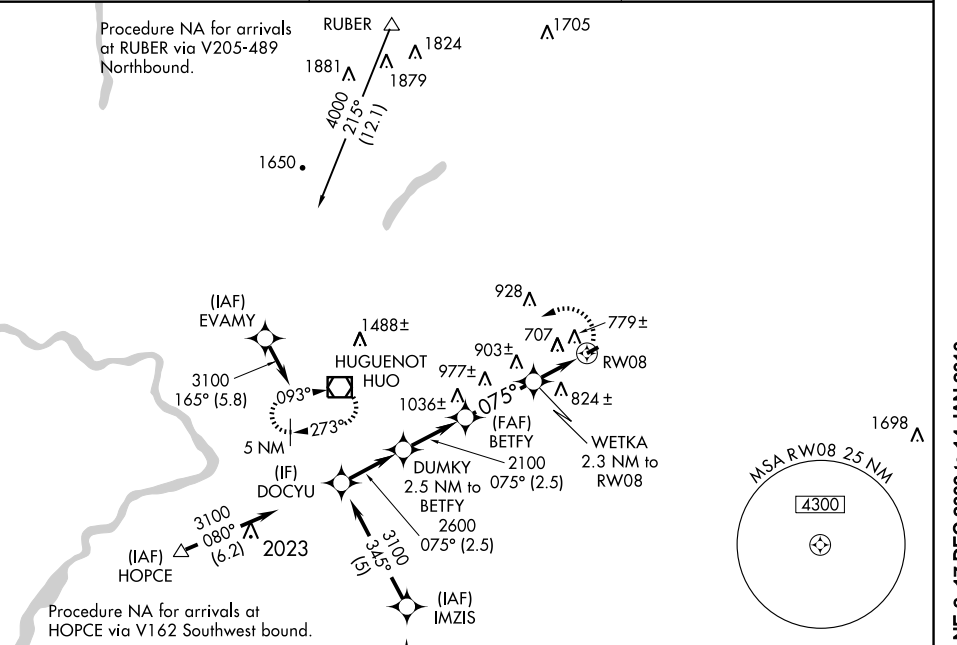 Procedure NA for arrivals
at RUBER via V205-489
Northbound.
RUBER
1705
1824
1881
1879
4000
215°
(12.1)
1650
(IAF)
EVAMY
1488±
928
779±
707
HUGUENOT
HUO
903±
RW08
3100
165° (5.8)
093°
977±
1036±
075°
824±
273°
5 NM
(FAF)
BETFY
1698
WETKA
2.3 NM to
RW08
(IF)
DOCYU
DUMKY
2.5 NM to
BETFY
2100
075° (2.5)
MSA RW08 25 NM
4300
2600
075° (2.5)
3100
080°
(6.2)
2023
(IAF)
HOPCE
3100
345°
(5)
(IAF)
IMZIS
Procedure NA for arrivals at
HOPCE via V162 Southwest bound.